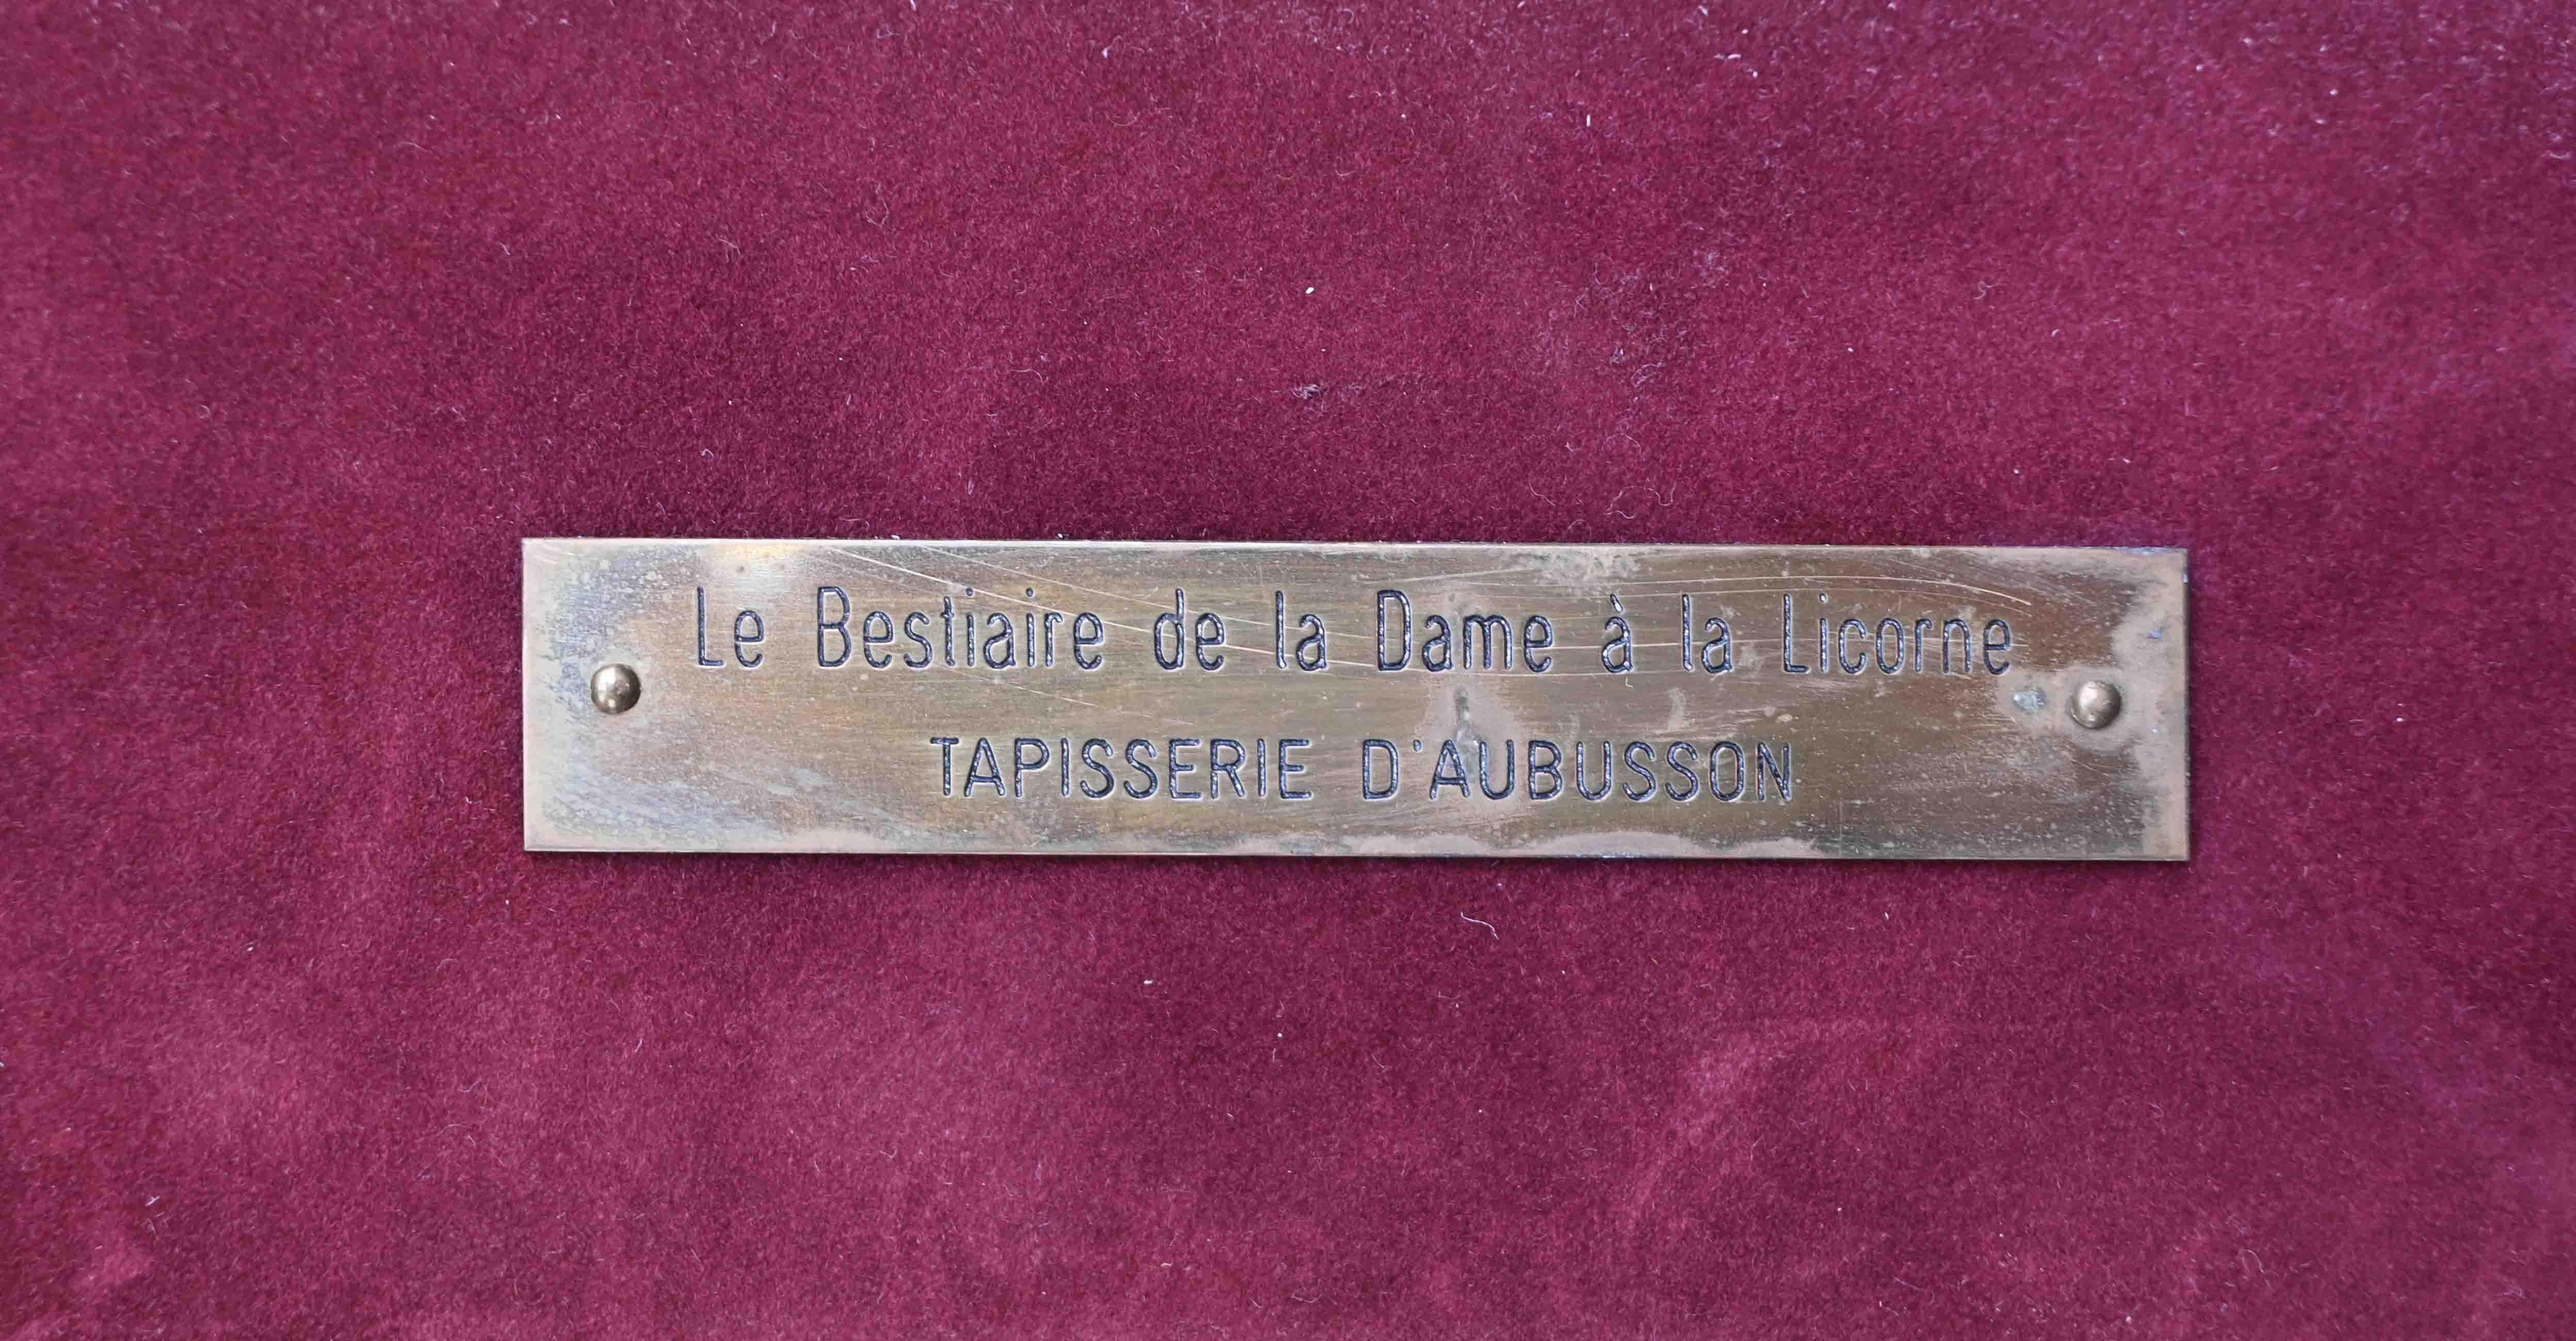 Le Bestiaire de la Dame à la Licorne
TAPISSERIE D'AUBUSSON